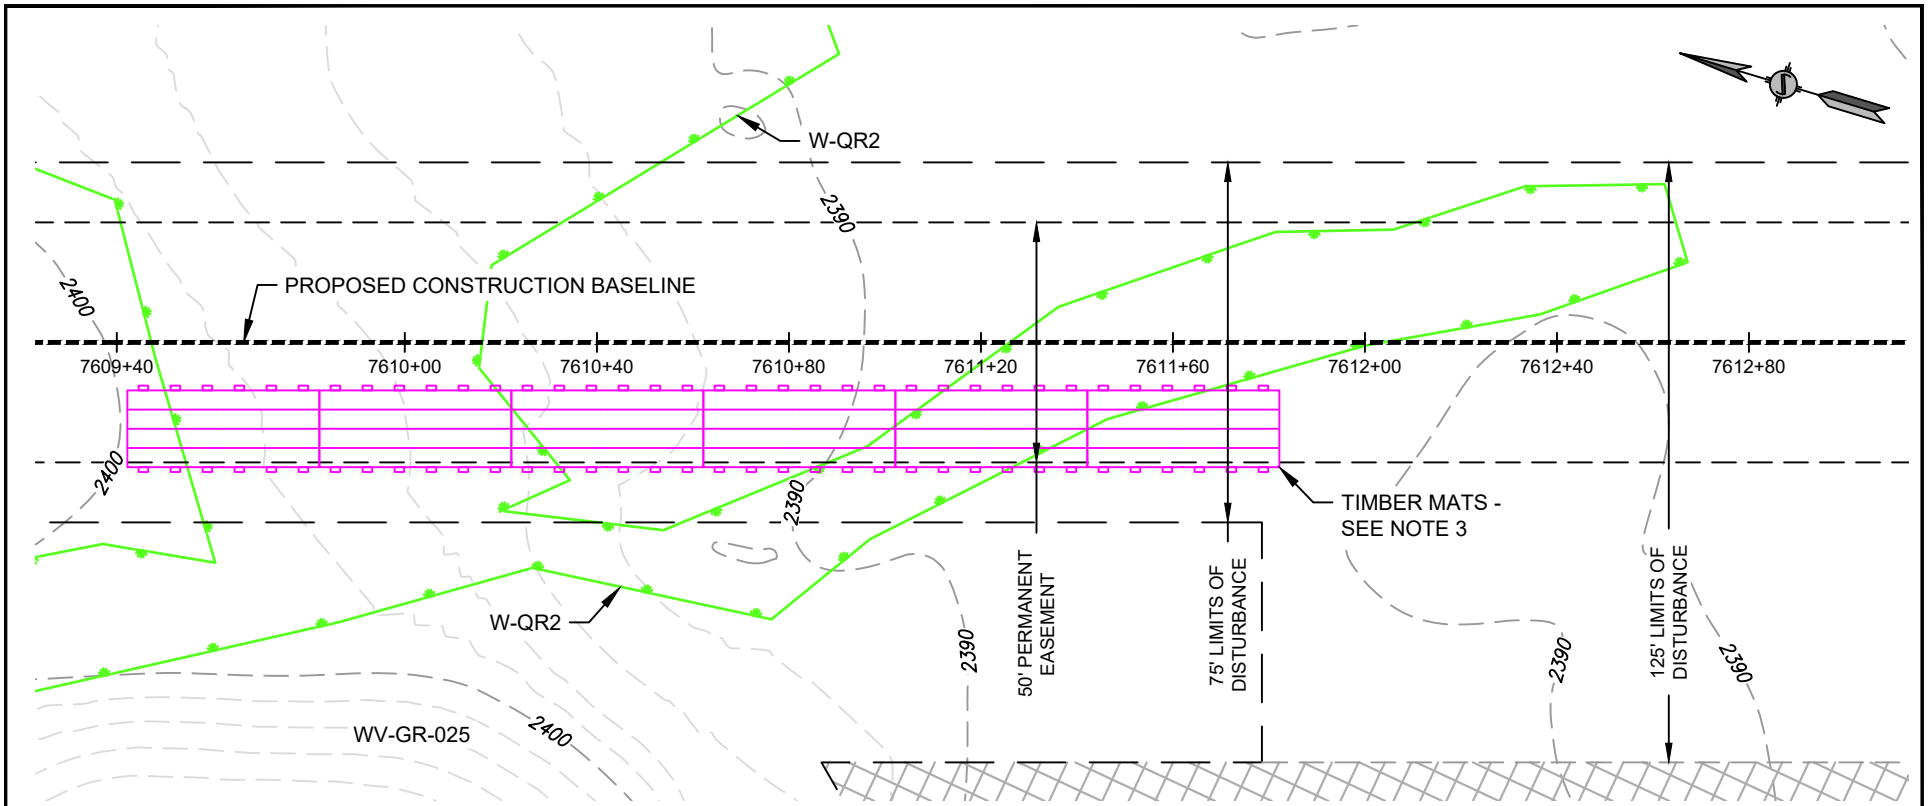 W-QR2
2390
2400
PROPOSED CONSTRUCTION BASELINE
7609+40
7610+00
7610+40
7610+80
7611+20
7611+60
7612+00
7612+40
7612+80
2400
2390
TIMBER MATS -
SEE NOTE 3
50' PERMANENT
EASEMENT
75' LIMITS OF
DISTURBANCE
125' LIMITS OF
DISTURBANCE
W-QR2
2390
2390
2390
WV-GR-025
2400